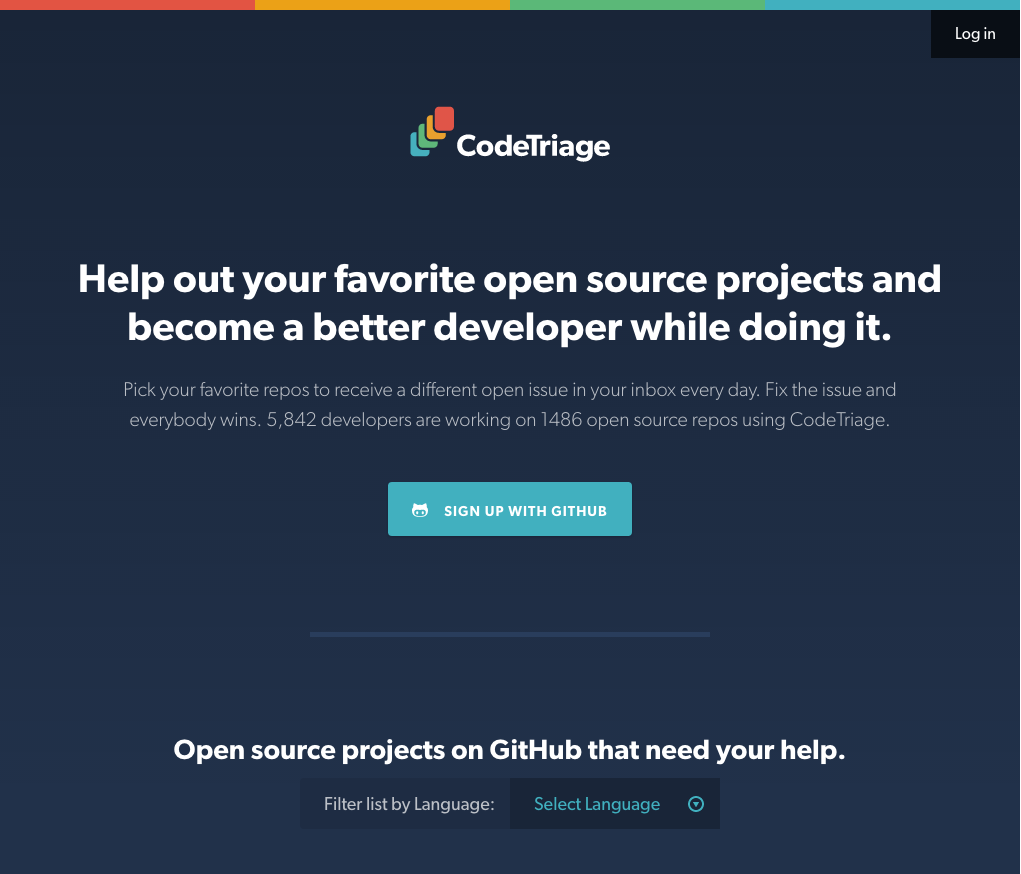 Log in
CodeTriage
Help out your favorite open source projects and
become a better developer while doing it.
Pick your favorite repos to receive a different open issue in your inbox every day. Fix the issue and
everybody wins. 5,842 developers are working on 1486 open source repos using CodeTriage.
SIGN UP WITH GITHUB
Open source projects on GitHub that need your help.
Filter list by Language: Select Language